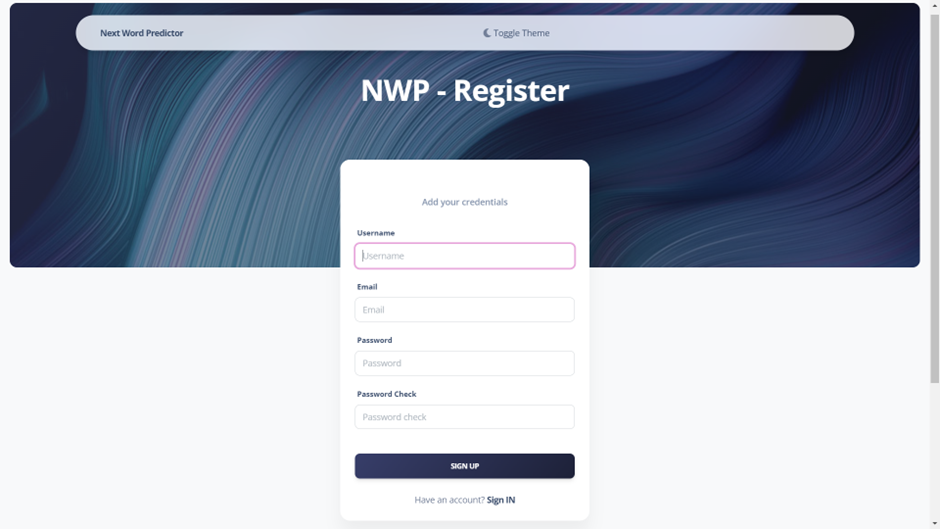 Next Word Predictor
Toggle Theme
NWP - Register
Add your credentials
Username
Username
Email
Email
Password
Password
Password Check
Password check
SIGN UP
Have an account? Sign IN